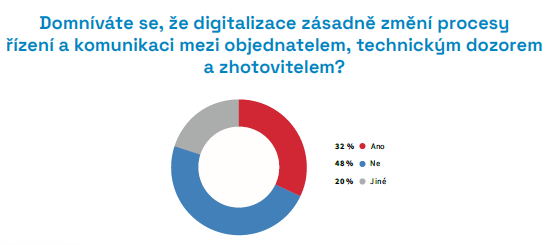 Domníváte se, že digitalizace zásadně změní procesy
řízení a komunikaci mezi objednatelem, technickým dozorem
a zhotovitelem?
32 % Ano
48 % Ne
20 % Jiné